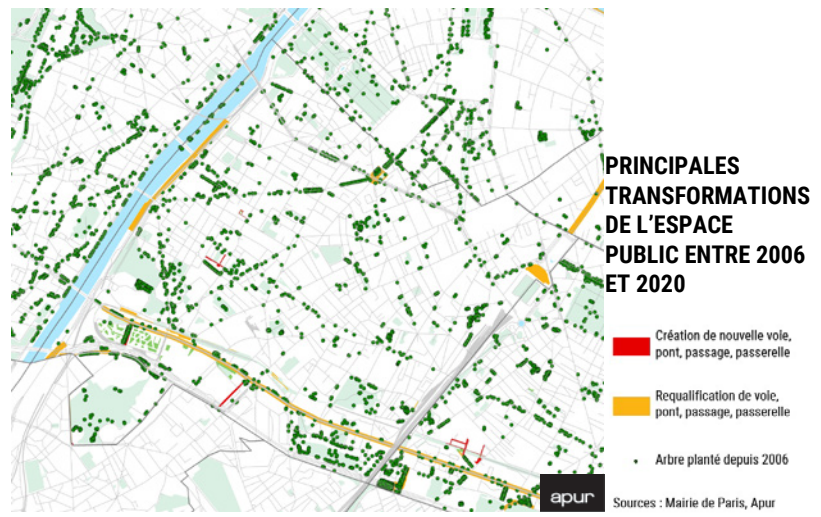 PRINCIPALES
TRANSFORMATIONS
DE L’ESPACE
PUBLIC ENTRE 2006
ET 2020
Création de nouvelle voie,
pont, passage, passerelle
Requalification de voie,
pont, passage, passerelle
Arbre planté depuis 2006
apur
Sources : Mairie de Paris, Apur